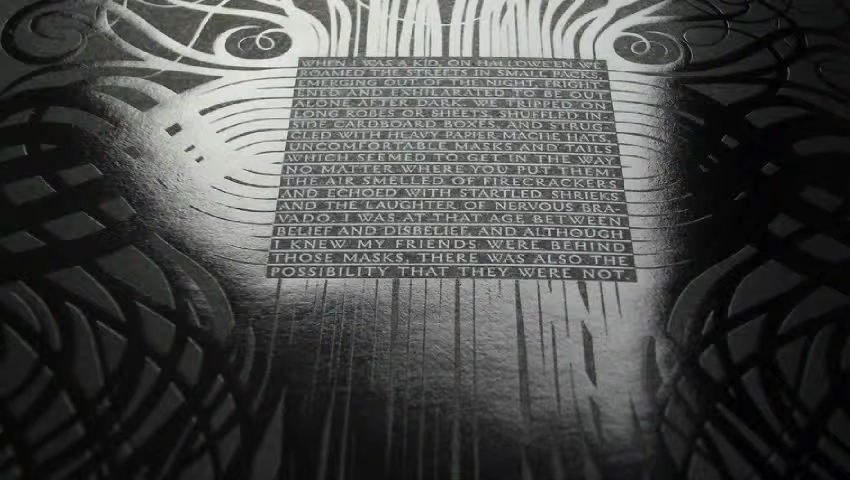 WHEN I WAS A KID, ON HALLOWE'EN WE
ROAMED THE STREETS IN SMALL PACKS,
EMERGING OUT OF THE NIGHT, FRIGHT-
ENED AND EXHILARATED TO BE OUT
ALONE AFTER DARK. WE TRIPPED ON
LONG ROBES OR SHEETS, SHUFFLED IN-
SIDE CARDBOARD BOXES, AND STRUG-
GLED WITH HEAVY PAPIER MACHE HATS,
UNCOMFORTABLE MASKS AND TAILS
WHICH SEEMED TO GET IN THE WAY
NO MATTER WHERE YOU PUT THEM.
THE AIR SMELLED OF FIRECRACKERS
AND ECHOED WITH STARTLED SHRIEKS
AND THE LAUGHTER OF NERVOUS BRA-
VADO. I WAS AT THAT AGE BETWEEN
BELIEF AND DISBELIEF, AND ALTHOUGH
I KNEW MY FRIENDS WERE BEHIND
THOSE MASKS, THERE WAS ALSO THE
POSSIBILITY THAT THEY WERE NOT.